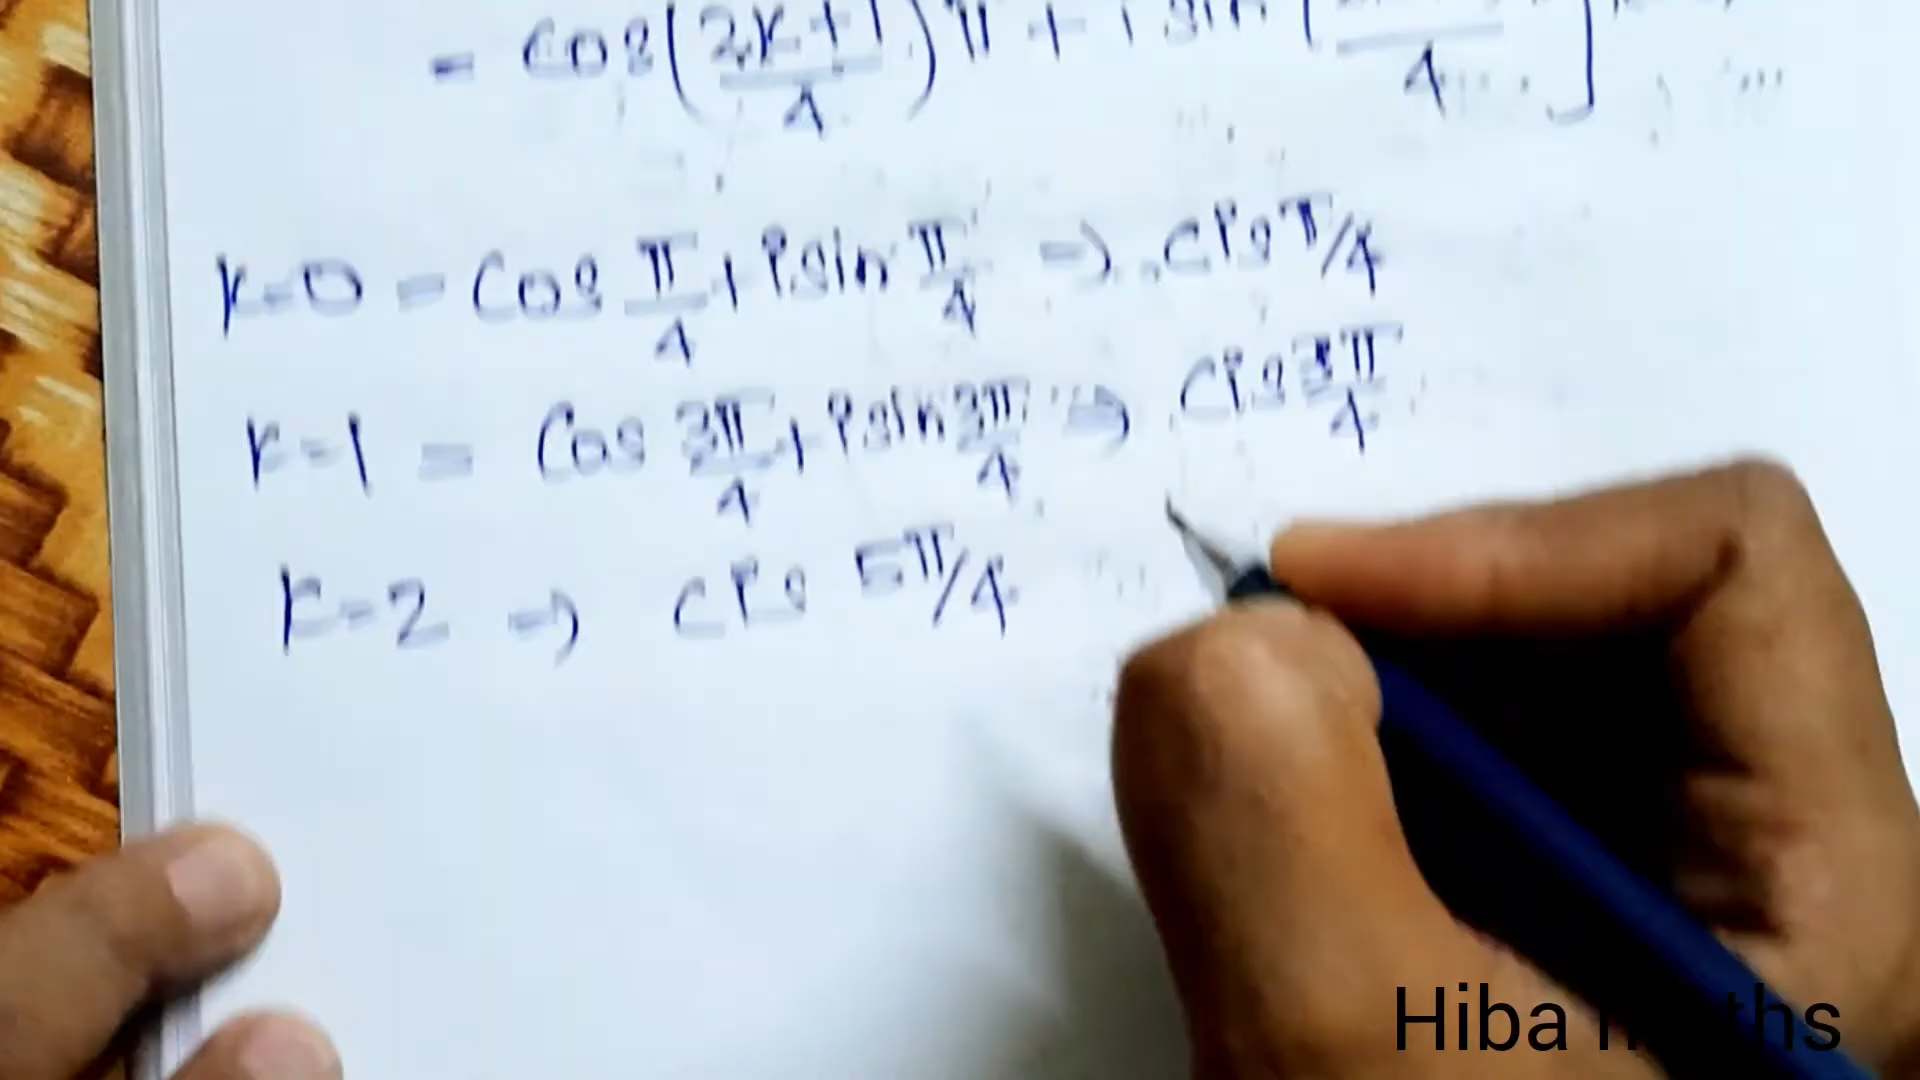 = cos(2k+1/4)π + i sin (   /4]
k=0 = cos π/4 + i sin π/4 ⇒ cis π/4
k=1 = cos 3π/4 + i sin 3π/4 ⇒ cis 3π/4
k=2 ⇒ cis 5π/4
Hiba